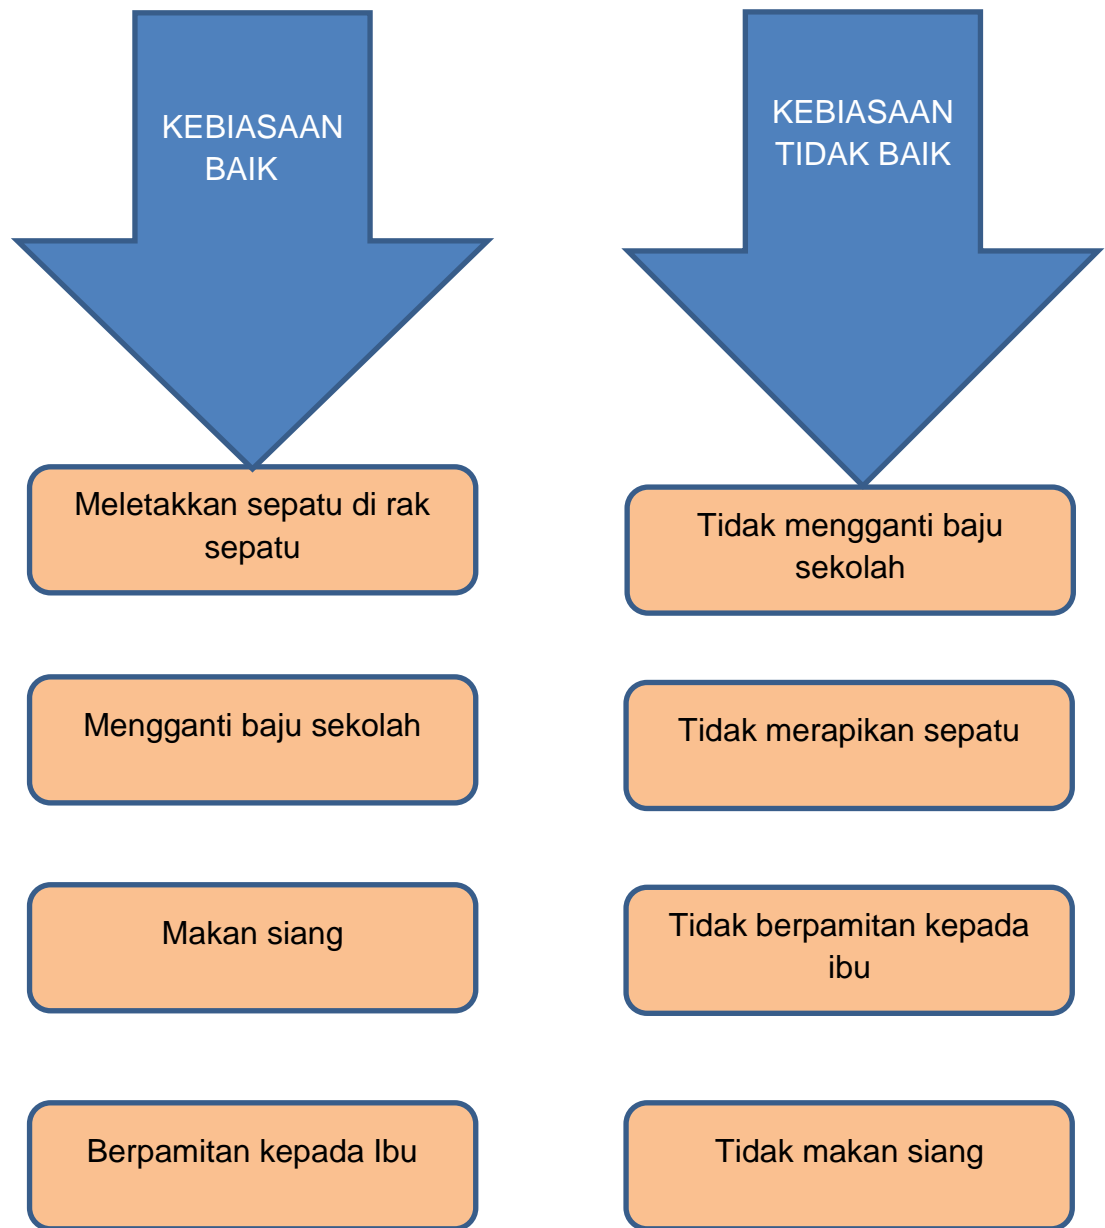 KEBIASAAN
BAIK
Meletakkan sepatu di rak
sepatu
Mengganti baju sekolah
Makan siang
Berpamitan kepada Ibu
KEBIASAAN
TIDAK BAIK
Tidak mengganti baju
sekolah
Tidak merapikan sepatu
Tidak berpamitan kepada
ibu
Tidak makan siang